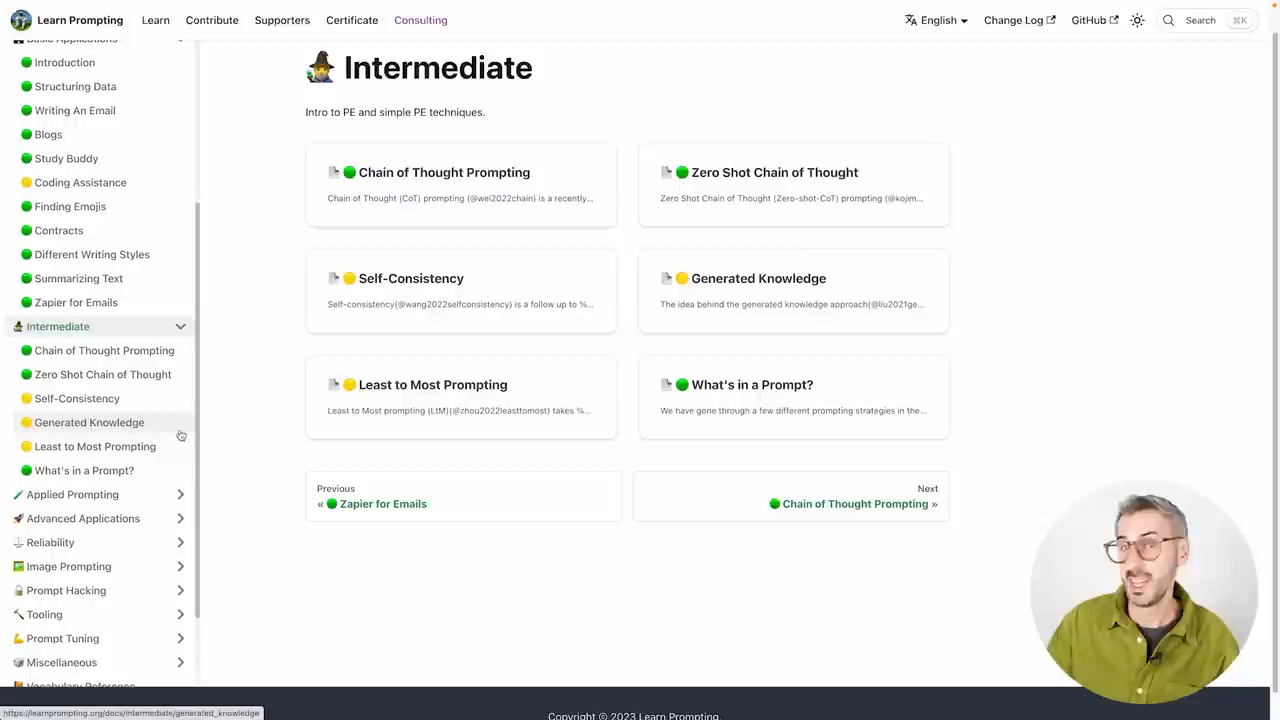 Learn Prompting
Learn
Contribute
Supporters
Certificate
Consulting
English
Change Log
GitHub
Search
⌘K
Basic Applications
Introduction
Structuring Data
Writing An Email
Blogs
Study Buddy
Coding Assistance
Finding Emojis
Contracts
Different Writing Styles
Summarizing Text
Zapier for Emails
Intermediate
Chain of Thought Prompting
Zero Shot Chain of Thought
Self-Consistency
Generated Knowledge
Least to Most Prompting
What's in a Prompt?
Applied Prompting
Advanced Applications
Reliability
Image Prompting
Prompt Hacking
Tooling
Prompt Tuning
Miscellaneous
Vocabulary Reference
https://learnprompting.org/docs/intermediate/generated_knowledge
Intermediate
Intro to PE and simple PE techniques.
Chain of Thought Prompting
Chain of Thought (CoT) prompting (@wei2022chain) is a recently...
Zero Shot Chain of Thought
Zero Shot Chain of Thought (Zero-shot-CoT) prompting (@kojim...
Self-Consistency
Self-consistency(@wang2022selfconsistency) is a follow up to %...
Generated Knowledge
The idea behind the generated knowledge approach(@liu2021ge...
Least to Most Prompting
Least to Most prompting (LtM)(@zhou2022leasttomost) takes %...
What's in a Prompt?
We have gone through a few different prompting strategies in the...
Previous
« Zapier for Emails
Next
Chain of Thought Prompting »
Copyright © 2023 Learn Prompting.